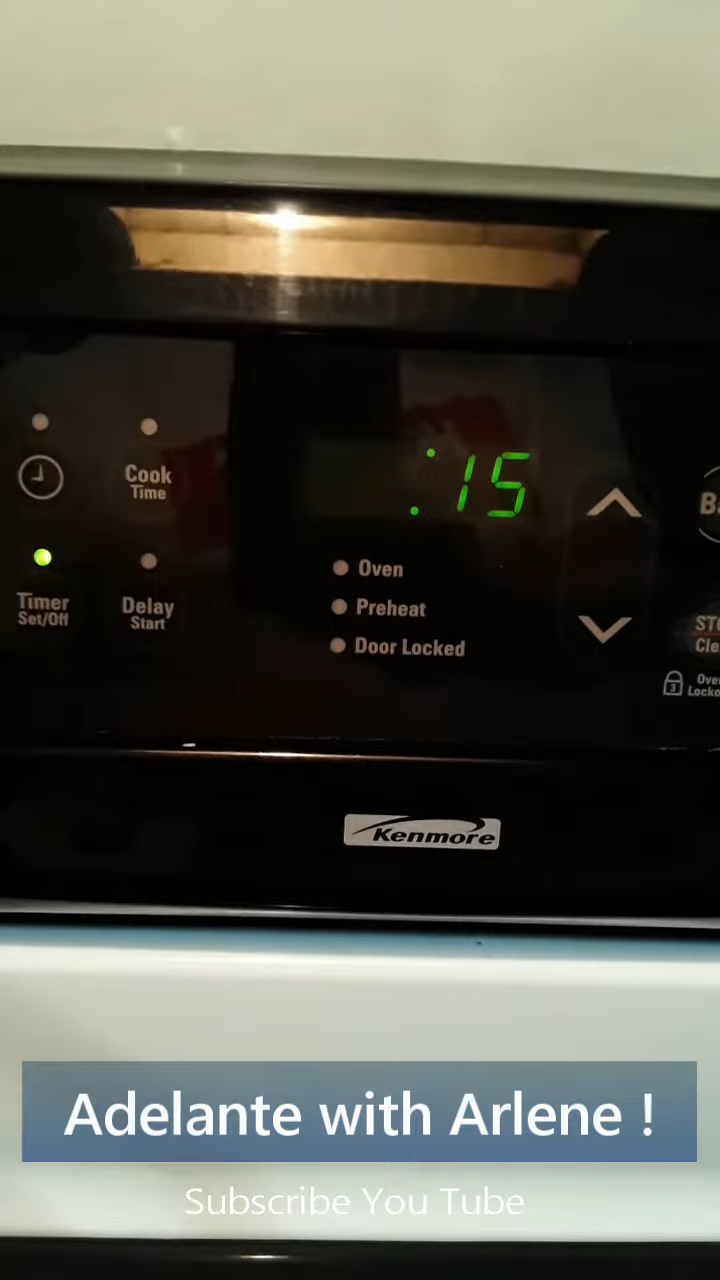 :15
Cook
Time
Timer
Set/Off
Delay
Start
Oven
Preheat
Door Locked
3
Kenmore
Adelante with Arlene !
Subscribe You Tube